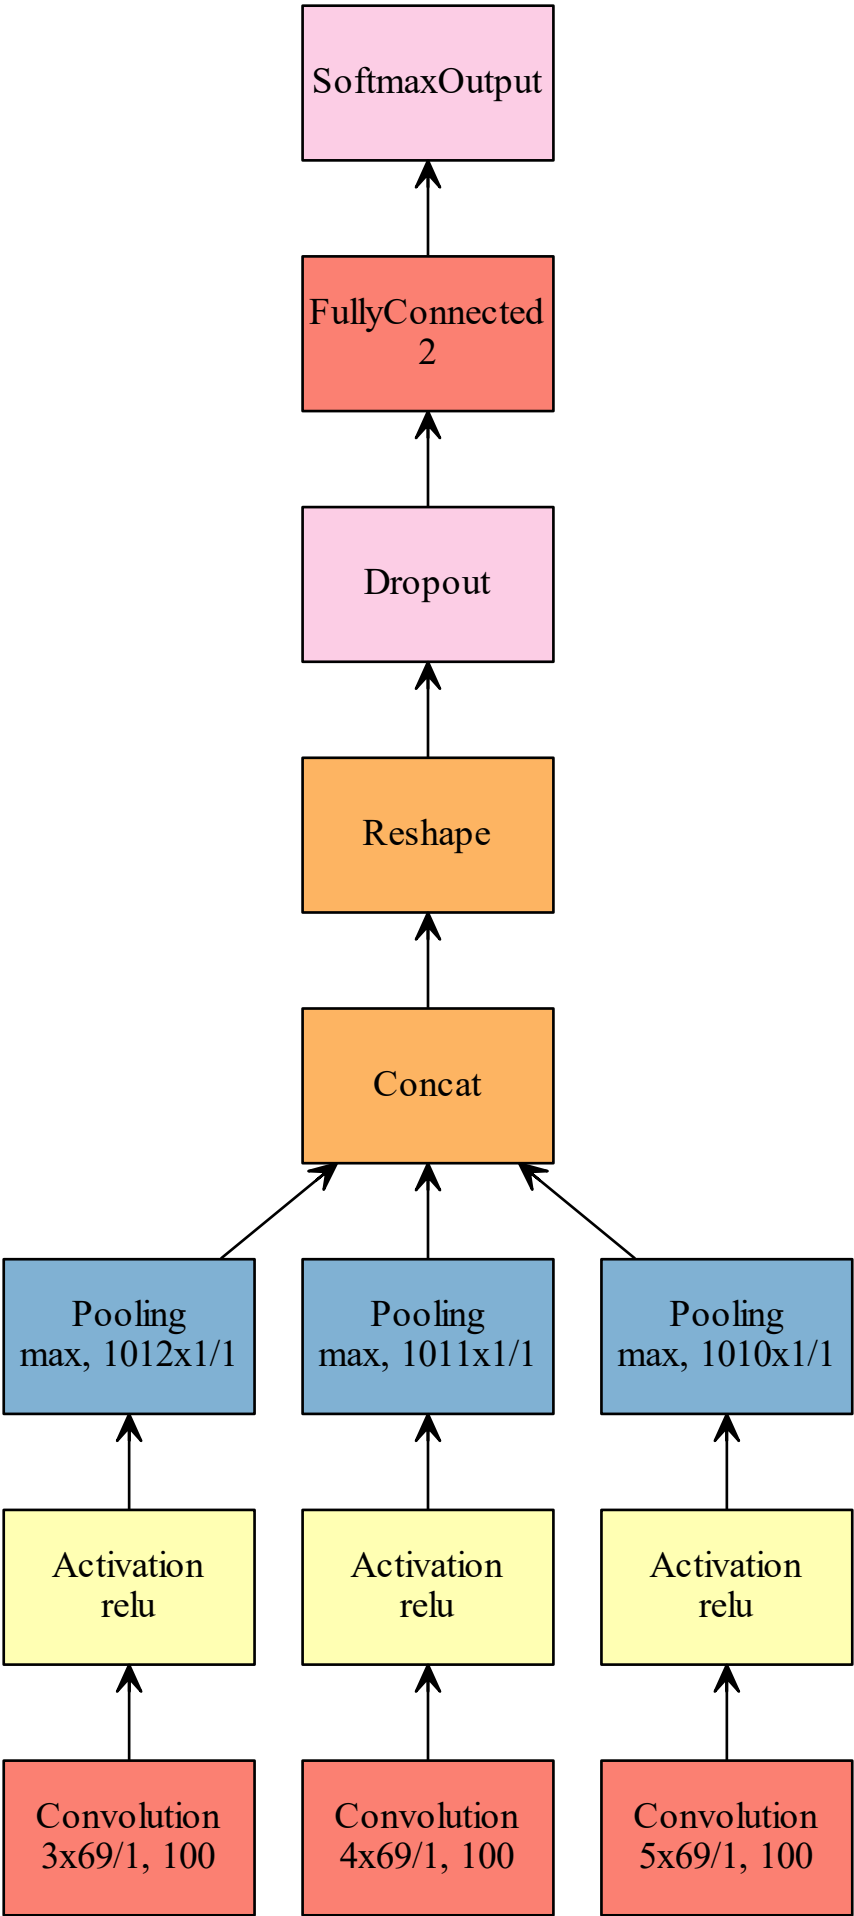 SoftmaxOutput
FullyConnected
2
Dropout
Reshape
Concat
Pooling
max, 1012x1/1
Pooling
max, 1011x1/1
Pooling
max, 1010x1/1
Activation
relu
Activation
relu
Activation
relu
Convolution
3x69/1, 100
Convolution
4x69/1, 100
Convolution
5x69/1, 100